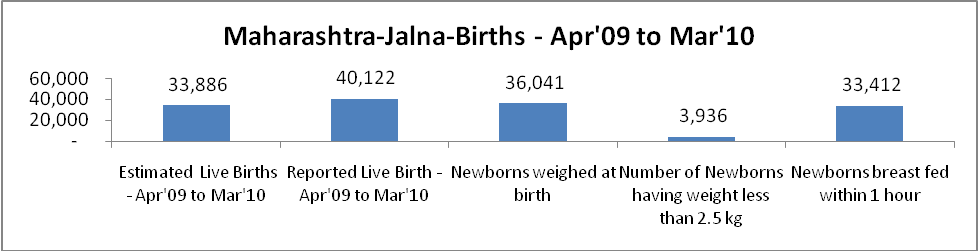 Maharashtra-Jalna-Births - Apr'09 to Mar'10
60,000
40,000
20,000
-
33,886
40,122
36,041
3,936
33,412
Estimated Live Births
- Apr'09 to Mar'10
Reported Live Birth -
Apr'09 to Mar'10
Newborns weighed at
birth
Number of Newborns
having weight less
than 2.5 kg
Newborns breast fed
within 1 hour